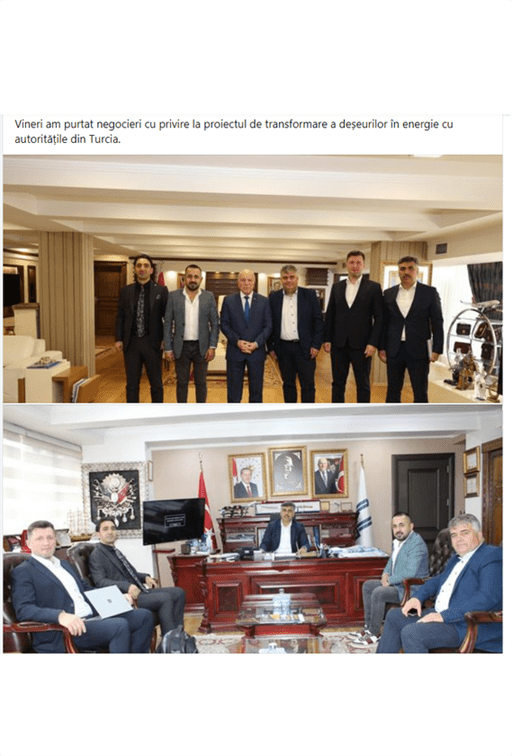 Vineri am purtat negocieri cu privire la proiectul de transformare a deșeurilor în energie cu
autoritățile din Turcia.